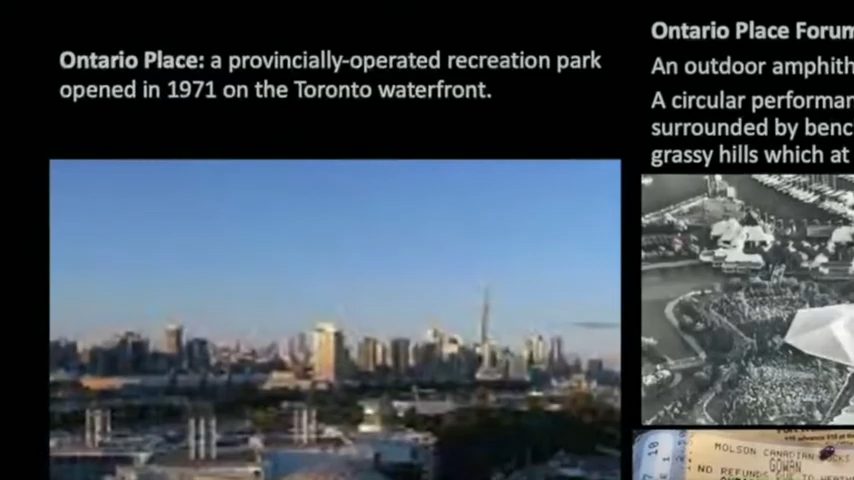 Ontario Place: a provincially-operated recreation park
opened in 1971 on the Toronto waterfront.
Ontario Place Forum
An outdoor amphith
A circular performan
surrounded by benc
grassy hills which at
MOLSON CANADIAN
GOWAN
NO REFUNDS